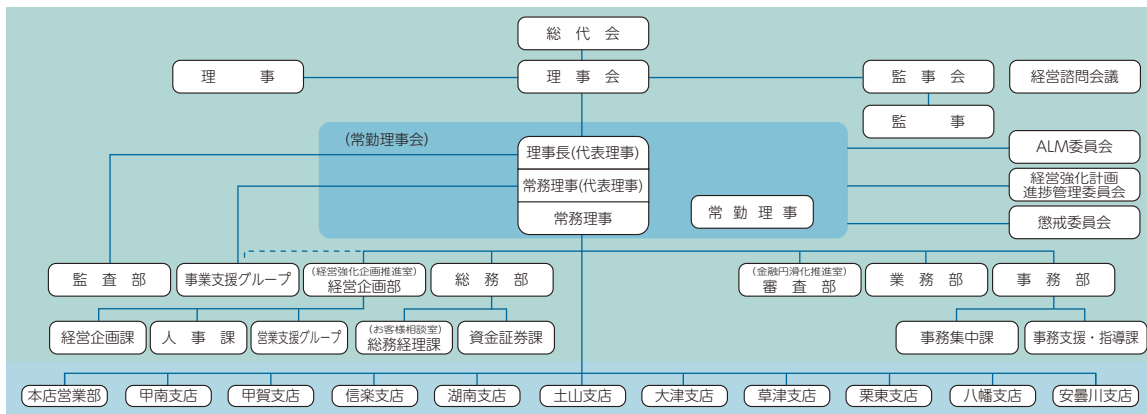 総代会
理事
理事会
監事会
経営諮問会議
監事
(常勤理事会)
理事長(代表理事)
常務理事(代表理事)
常務理事
常勤理事
ALM委員会
経営強化計画
進捗管理委員会
懲戒委員会
監査部
事業支援グループ
(経営強化企画推進室)
経営企画部
総務部
(金融円滑化推進室)
審査部
業務部
事務部
経営企画課
人事課
営業支援グループ
(お客様相談室)
総務経理課
資金証券課
事務集中課
事務支援・指導課
本店営業部
甲南支店
甲賀支店
信楽支店
湖南支店
土山支店
大津支店
草津支店
栗東支店
八幡支店
安曇川支店